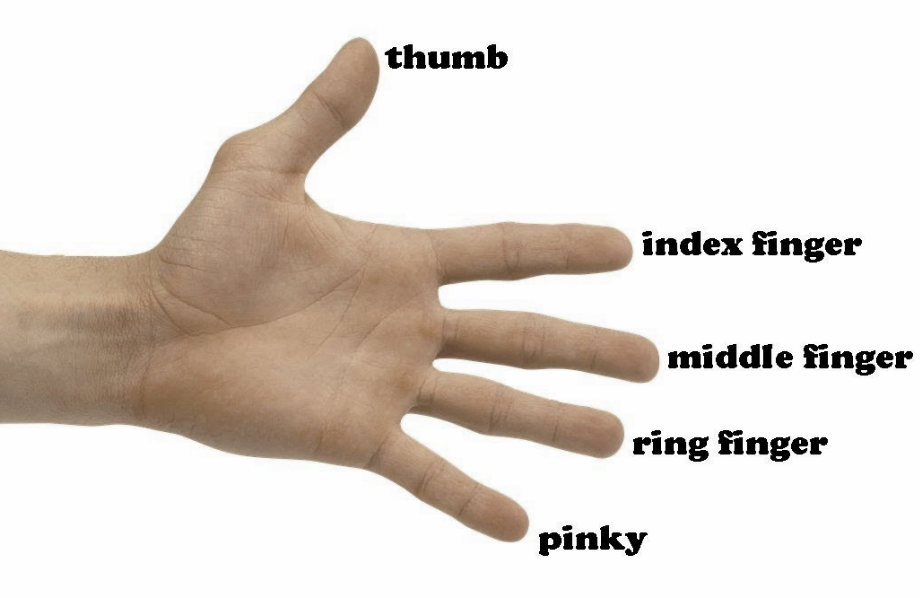 thumb
index finger
middle finger
ring finger
pinky